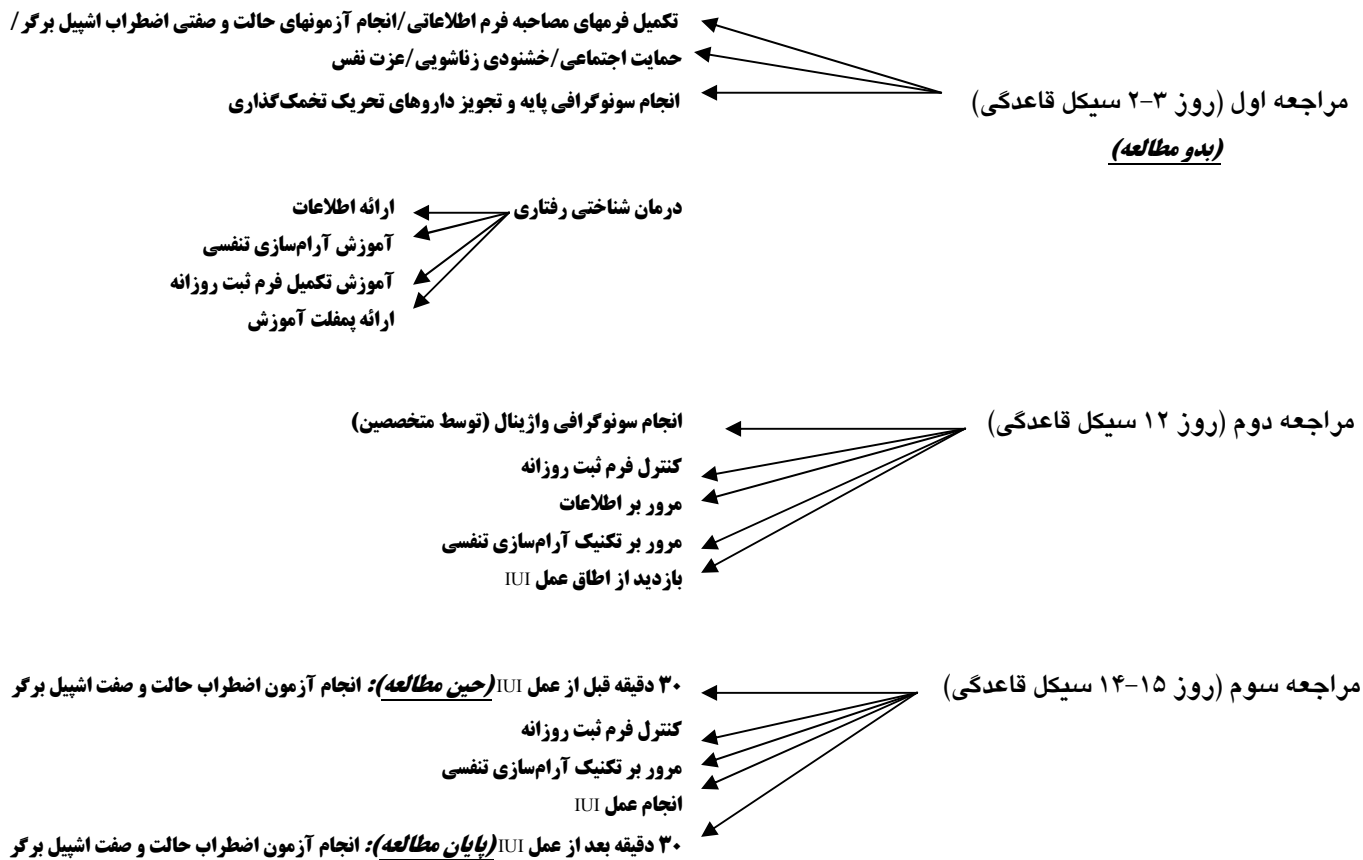 تکمیل فرمهای مصاحبه فرم اطلاعاتی/انجام آزمونهای حالت و صفتی اضطراب اشپیل برگر/
حمایت اجتماعی/خشنودی زناشویی/عزت نفس
مراجعه اول (روز ۳-۲ سیکل قاعدگی)
انجام سونوگرافی پایه و تجویز داروهای تحریک تخمک‌گذاری
(بدو مطالعه)
درمان شناختی رفتاری
ارائه اطلاعات
آموزش آرام‌سازی تنفسی
آموزش تکمیل فرم ثبت روزانه
ارائه پمفلت آموزش
مراجعه دوم (روز ۱۲ سیکل قاعدگی)
انجام سونوگرافی واژینال (توسط متخصصین)
کنترل فرم ثبت روزانه
مرور بر اطلاعات
مرور بر تکنیک آرام‌سازی تنفسی
بازدید از اطاق عمل IUI
مراجعه سوم (روز ۱۵-۱۴ سیکل قاعدگی)
۳۰ دقیقه قبل از عمل IUI (حین مطالعه): انجام آزمون اضطراب حالت و صفت اشپیل برگر
کنترل فرم ثبت روزانه
مرور بر تکنیک آرام‌سازی تنفسی
انجام عمل IUI
۳۰ دقیقه بعد از عمل IUI (پایان مطالعه): انجام آزمون اضطراب حالت و صفت اشپیل برگر